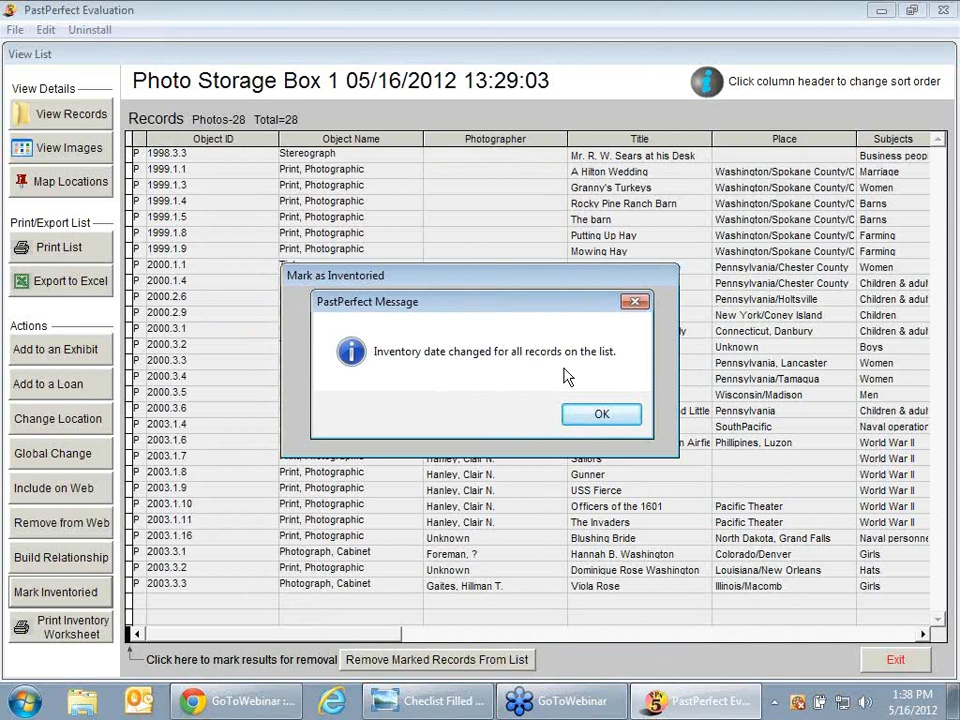 PastPerfect Evaluation
File Edit Uninstall
View List
View Details
View Records
View Images
Map Locations
Print/Export List
Print List
Export to Excel
Actions
Add to an Exhibit
Add to a Loan
Change Location
Global Change
Include on Web
Remove from Web
Build Relationship
Mark Inventoried
Print Inventory
Worksheet
Photo Storage Box 1 05/16/2012 13:29:03
Click column header to change sort order
Records Photos-28 Total=28
Object ID Object Name Photographer Title Place Subjects
P 1998.3.3 Stereograph Mr. R. W. Sears at his Desk Business peop
P 1999.1.1 Print, Photographic A Hilton Wedding Washington/Spokane County/C Marriage
P 1999.1.3 Print, Photographic Granny's Turkeys Washington/Spokane County/C Women
P 1999.1.4 Print, Photographic Rocky Pine Ranch Barn Washington/Spokane County/C Barns
P 1999.1.5 Print, Photographic The barn Washington/Spokane County/C Barns
P 1999.1.8 Print, Photographic Putting Up Hay Washington/Spokane County/C Farming
P 1999.1.9 Print, Photographic Mowing Hay Washington/Spokane County/C Farming
P 2000.1.1 Pennsylvania/Chester County Women
P 2000.1.4 Pennsylvania/Chester County Children & adul
P 2000.2.6 Pennsylvania/Holtsville Children & adul
P 2000.2.9 New York/Coney Island Children
P 2000.3.1 Connecticut, Danbury Children & adul
P 2000.3.2 Unknown Boys
P 2000.3.3 Pennsylvania, Lancaster Women
P 2000.3.4 Pennsylvania/Tamaqua Women
P 2000.3.5 Wisconsin/Madison Men
P 2000.3.6 d Little Pennsylvania Children & adul
P 2003.1.4 SouthPacific Naval operation
P 2003.1.6 n Airfie Phillipines, Luzon World War II
P 2003.1.7 Print, Photographic Hanley, Clair N. Sailors World War II
P 2003.1.8 Print, Photographic Hanley, Clair N. Gunner World War II
P 2003.1.9 Print, Photographic Hanley, Clair N. USS Fierce World War II
P 2003.1.10 Print, Photographic Hanley, Clair N. Officers of the 1601 Pacific Theater World War II
P 2003.1.11 Print, Photographic Hanley, Clair N. The Invaders Pacific Theater World War II
P 2003.1.16 Print, Photographic Unknown Blushing Bride North Dakota, Grand Falls Naval personne
P 2003.3.1 Photograph, Cabinet Foreman, ? Hannah B. Washington Colorado/Denver Girls
P 2003.3.2 Photograph, Cabinet Unknown Dominique Rose Washington Louisiana/New Orleans Hats
P 2003.3.3 Photograph, Cabinet Gaites, Hillman T. Viola Rose Illinois/Macomb Girls
Mark as Inventoried
PastPerfect Message
Inventory date changed for all records on the list.
OK
Click here to mark results for removal Remove Marked Records From List Exit
GoToWebinar :... Checlist Filled ... GoToWebinar PastPerfect Ev... 1:38 PM
5/16/2012